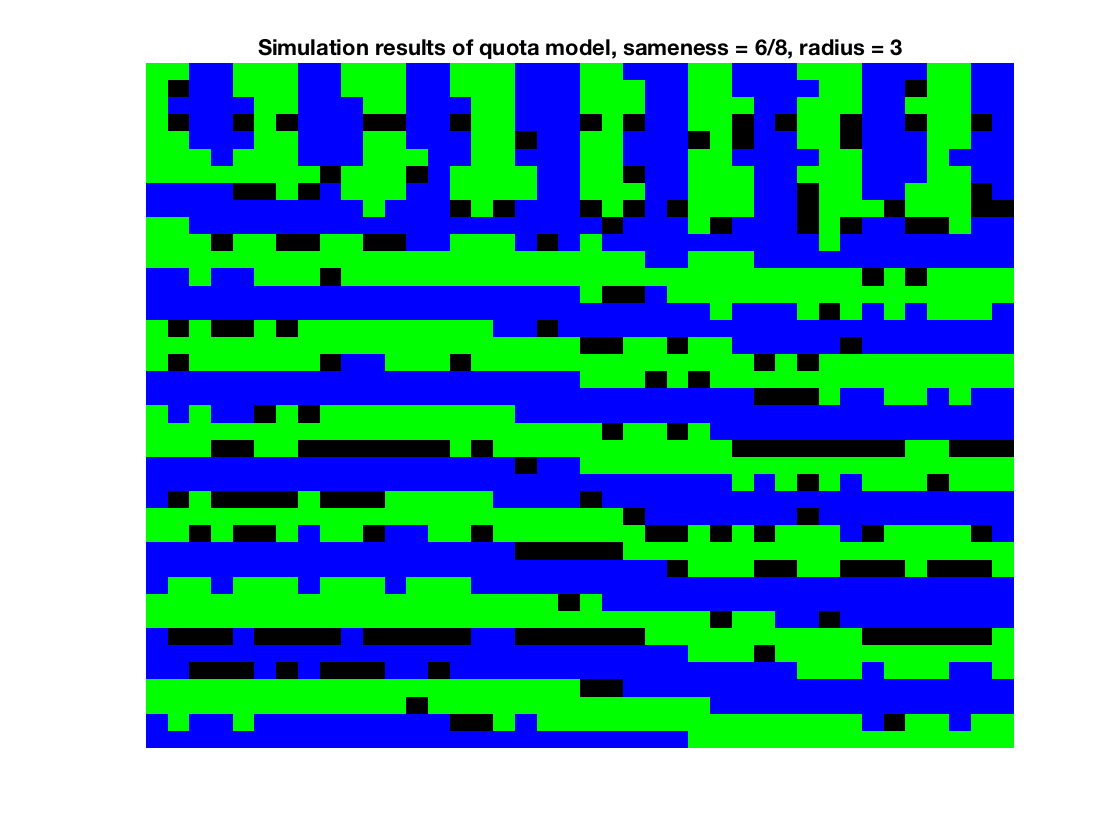 Simulation results of quota model, sameness = 6/8, radius = 3